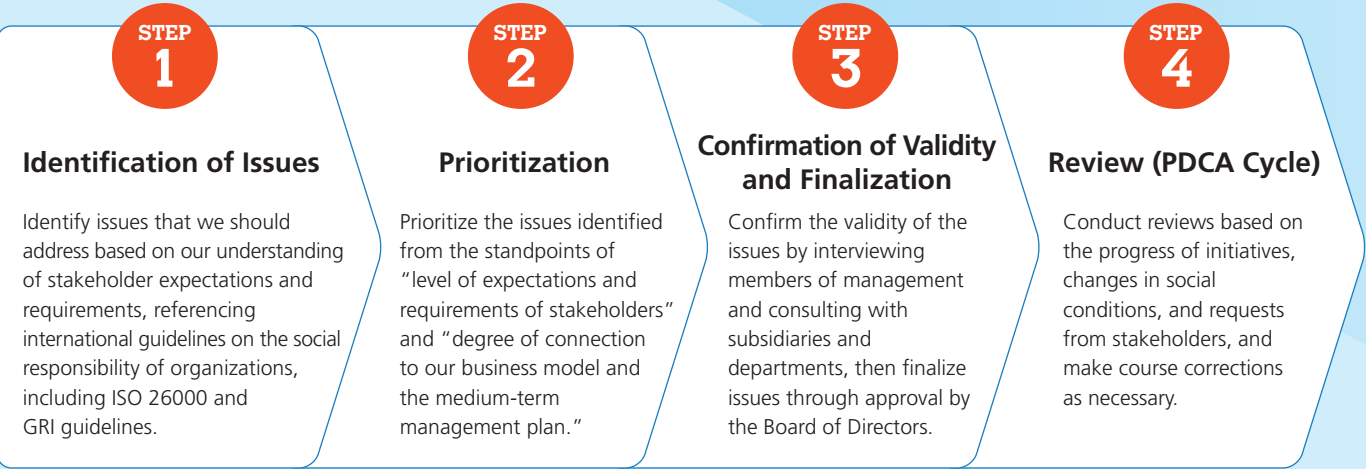 STEP
1
Identification of Issues
Identify issues that we should
address based on our understanding
of stakeholder expectations and
requirements, referencing
international guidelines on the social
responsibility of organizations,
including ISO 26000 and
GRI guidelines.
STEP
2
Prioritization
Prioritize the issues identified
from the standpoints of
“level of expectations and
requirements of stakeholders”
and “degree of connection
to our business model and
the medium-term
management plan.”
STEP
3
Confirmation of Validity
and Finalization
Confirm the validity of the
issues by interviewing
members of management
and consulting with
subsidiaries and
departments, then finalize
issues through approval by
the Board of Directors.
STEP
4
Review (PDCA Cycle)
Conduct reviews based on
the progress of initiatives,
changes in social
conditions, and requests
from stakeholders, and
make course corrections
as necessary.